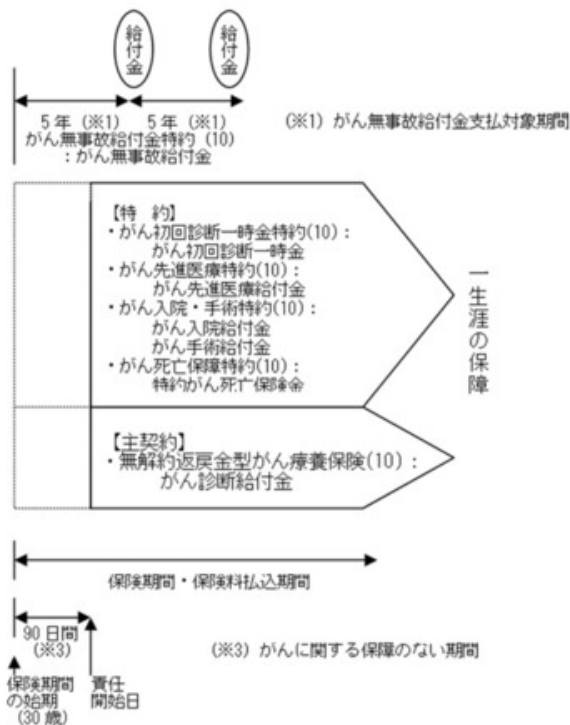 給付金
給付金
5年(※1)
5年(※1)
(※1)がん無事故給付金支払対象期間
がん無事故給付金特約(10)
:がん無事故給付金
【特 約】
・がん初回診断一時金特約(10):
がん初回診断一時金
・がん先進医療特約(10):
がん先進医療給付金
・がん入院・手術特約(10):
がん入院給付金
がん手術給付金
・がん死亡保障特約(10):
特約がん死亡保険金
一生涯の保障
【主契約】
・無解約返戻金型がん療養保険(10):
がん診断給付金
保険期間・保険料払込期間
90日間
(※3)
(※3)がんに関する保障のない期間
保険期間
の始期
(30歳)
責任
開始日